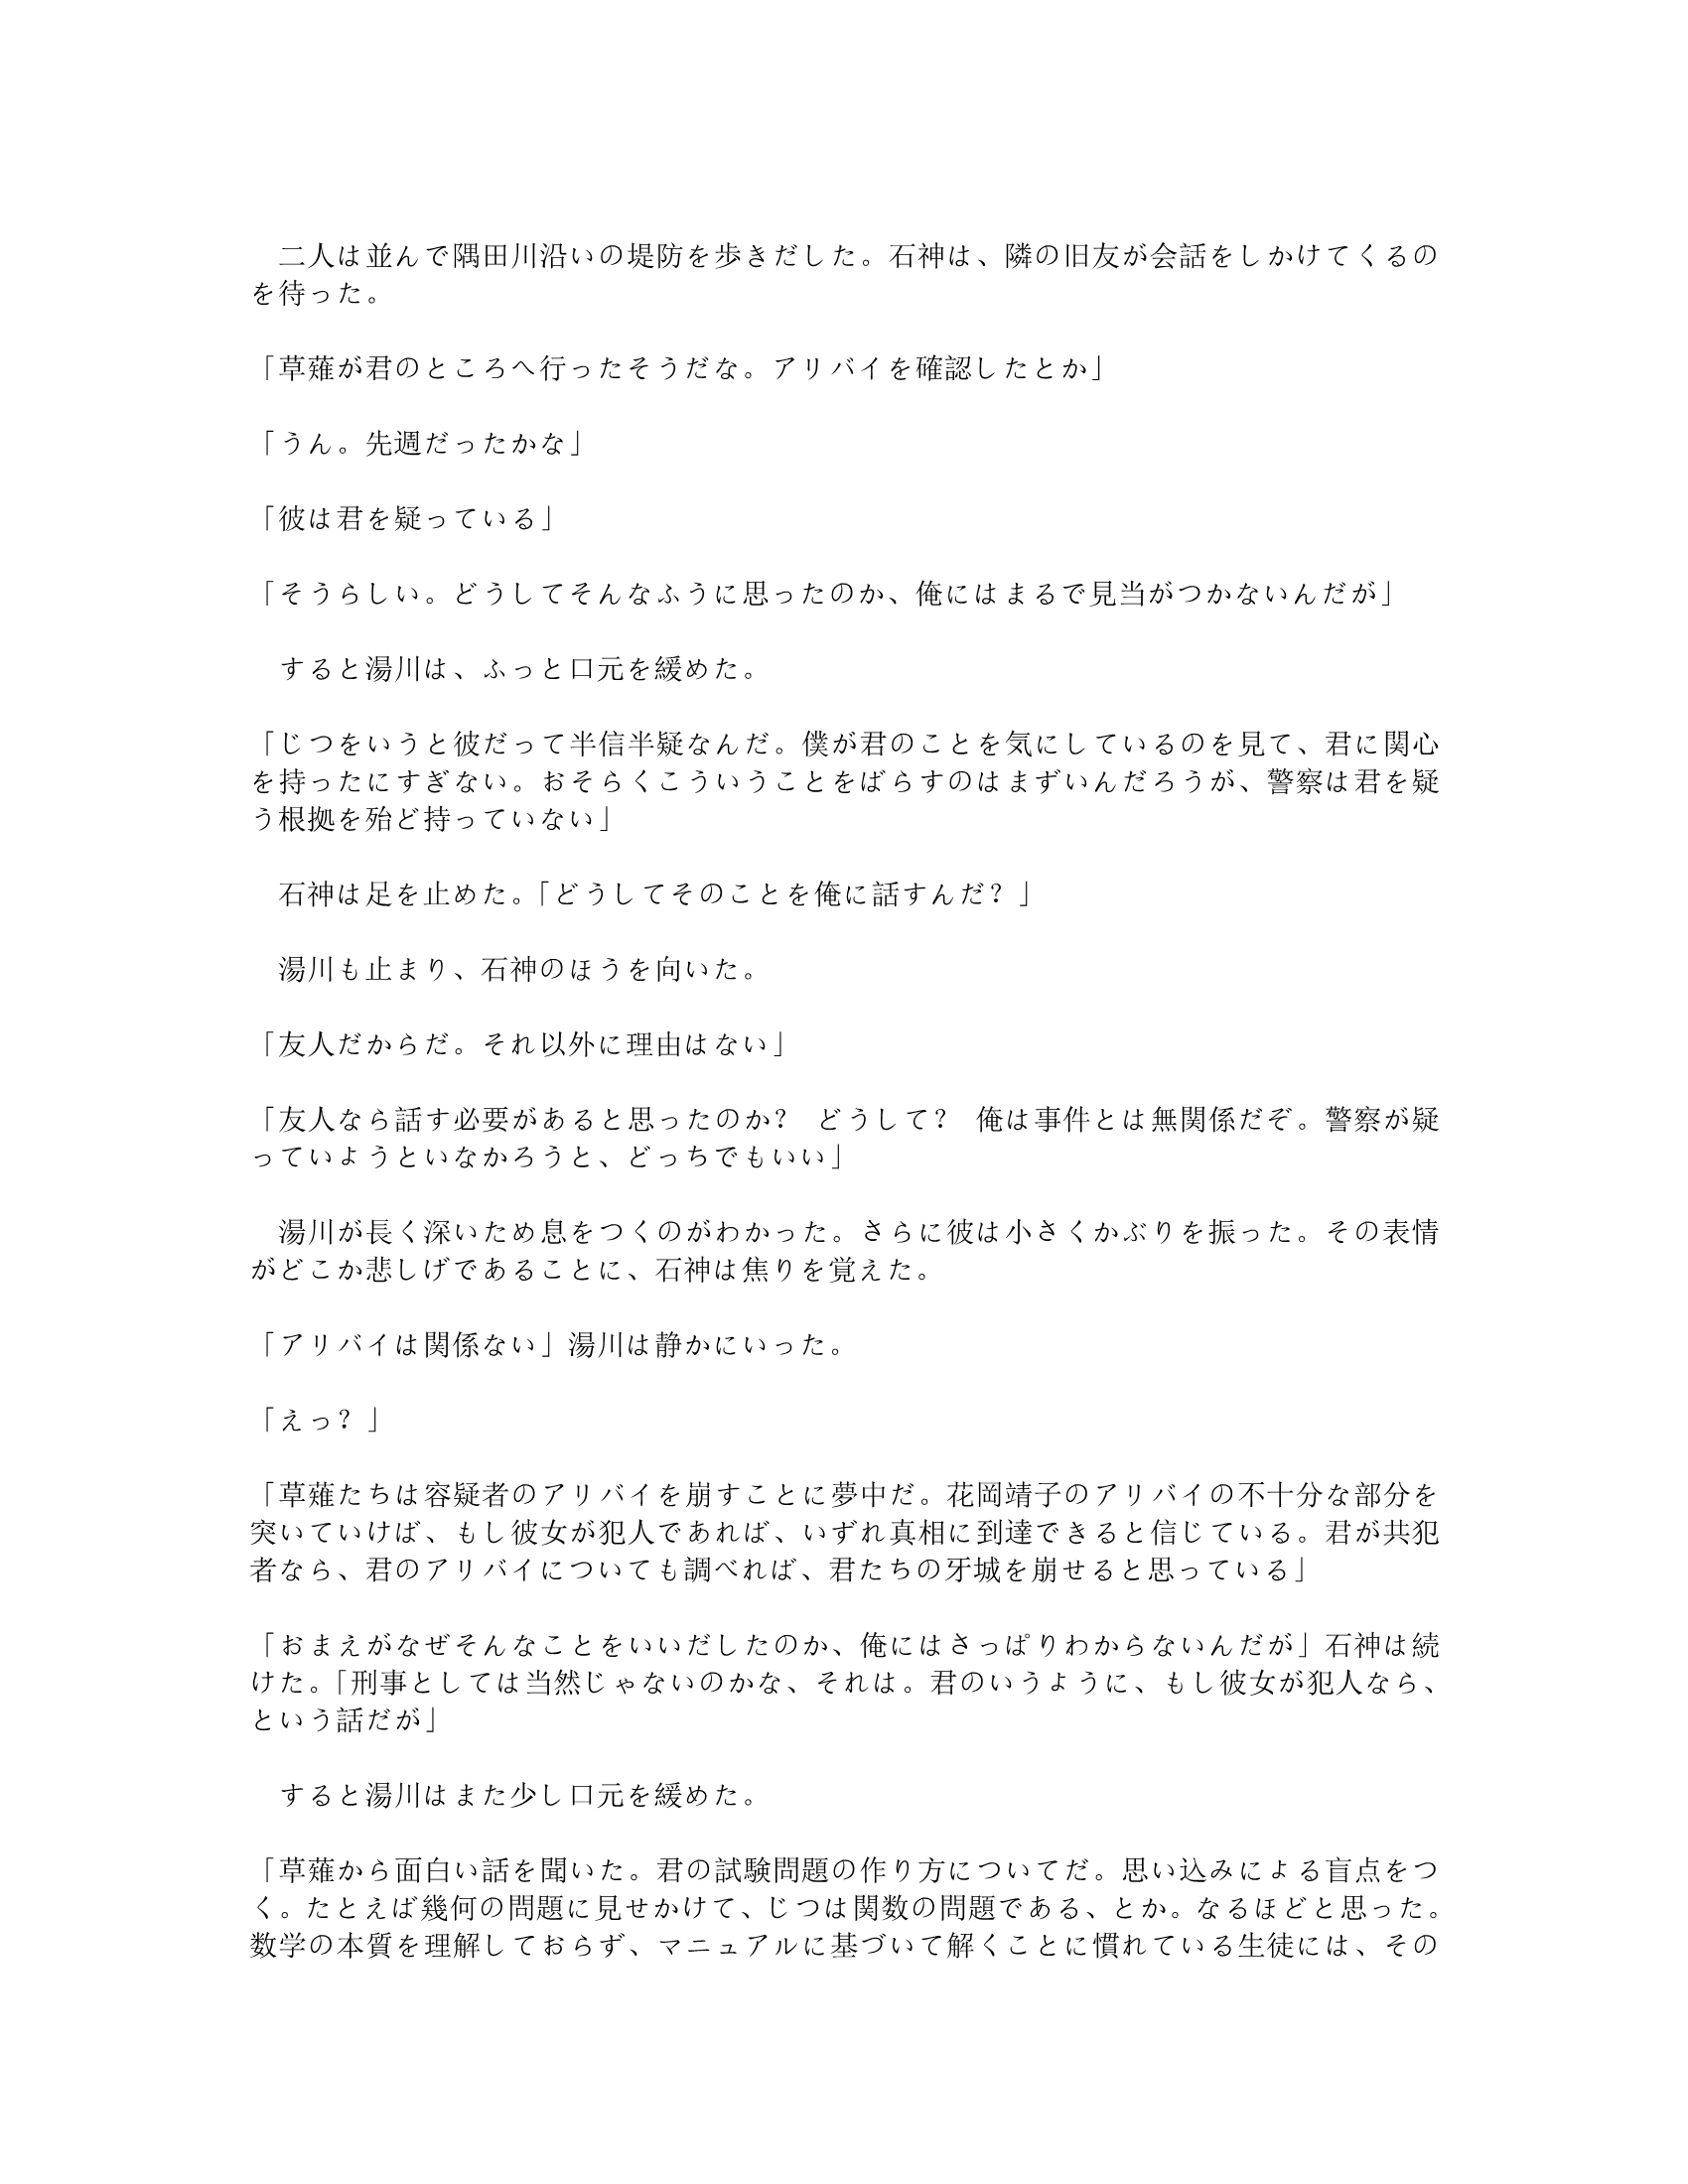 二人は並んで隅田川沿いの堤防を歩きだした。石神は、隣の旧友が会話をしかけてくるの
を待った。
「草薙が君のところへ行ったそうだな。アリバイを確認したとか」
「うん。先週だったかな」
「彼は君を疑っている」
「そうらしい。どうしてそんなふうに思ったのか、俺にはまるで見当がつかないんだが」
　すると湯川は、ふっと口元を緩めた。
「じつをいうと彼だって半信半疑なんだ。僕が君のことを気にしているのを見て、君に関心
を持ったにすぎない。おそらくこういうことをばらすのはまずいんだろうが、警察は君を疑
う根拠を殆ど持っていない」
　石神は足を止めた。「どうしてそのことを俺に話すんだ？」
　湯川も止まり、石神のほうを向いた。
「友人だからだ。それ以外に理由はない」
「友人なら話す必要があると思ったのか？　どうして？　俺は事件とは無関係だぞ。警察が疑
っていようといなかろうと、どっちでもいい」
　湯川が長く深いため息をつくのがわかった。さらに彼は小さくかぶりを振った。その表情
がどこか悲しげであることに、石神は焦りを覚えた。
「アリバイは関係ない」湯川は静かにいった。
「えっ？」
「草薙たちは容疑者のアリバイを崩すことに夢中だ。花岡靖子のアリバイの不十分な部分を
突いていけば、もし彼女が犯人であれば、いずれ真相に到達できると信じている。君が共犯
者なら、君のアリバイについても調べれば、君たちの牙城を崩せると思っている」
「おまえがなぜそんなことをいいだしたのか、俺にはさっぱりわからないんだが」石神は続
けた。「刑事としては当然じゃないのかな、それは。君のいうように、もし彼女が犯人なら、
という話だが」
　すると湯川はまた少し口元を緩めた。
「草薙から面白い話を聞いた。君の試験問題の作り方についてだ。思い込みによる盲点をつ
く。たとえば幾何の問題に見せかけて、じつは関数の問題である、とか。なるほどと思った。
数学の本質を理解しておらず、マニュアルに基づいて解くことに慣れている生徒には、その